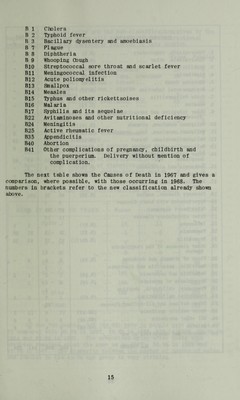 B 1 Cholera
B 2 Typhoid fever
B 3 Bacillary dysentery and amoebiasis
B 7 Plague
B 8 Diphtheria
B 9 Whooping Cough
B10 Streptococcal sore throat and scarlet fever
B11 Meningococcal infection
B12 Acute poliomyelitis
B13 Smallpox
B14 Measles
B15 Typhus and other rickettsoises
B16 Malaria
B17 Syphilis and its sequelae
B22 Avitaminoses and other nutritional deficiency
B24 Meningitis
B25 Active rheumatic fever
B35 Appendicitis
B40 Abortion
B41 Other complications of pregnancy, childbirth and
the puerperium. Delivery without mention of
complication.
The next table shows the Causes of Death in 1967 and gives a
comparison, where possible, with those occurring in 1968. The
numbers in brackets refer to the new classification already shown
above.
15